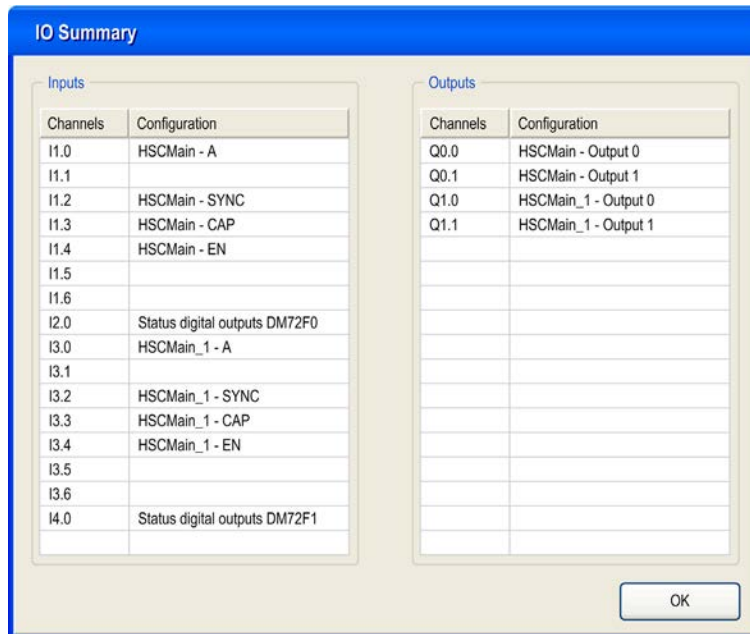 IO Summary
Inputs
Channels Configuration
I1.0 HSCMain - A
I1.1
I1.2 HSCMain - SYNC
I1.3 HSCMain - CAP
I1.4 HSCMain - EN
I1.5
I1.6
I2.0 Status digital outputs DM72F0
I3.0 HSCMain_1 - A
I3.1
I3.2 HSCMain_1 - SYNC
I3.3 HSCMain_1 - CAP
I3.4 HSCMain_1 - EN
I3.5
I3.6
I4.0 Status digital outputs DM72F1
Outputs
Channels Configuration
Q0.0 HSCMain - Output 0
Q0.1 HSCMain - Output 1
Q1.0 HSCMain_1 - Output 0
Q1.1 HSCMain_1 - Output 1
OK